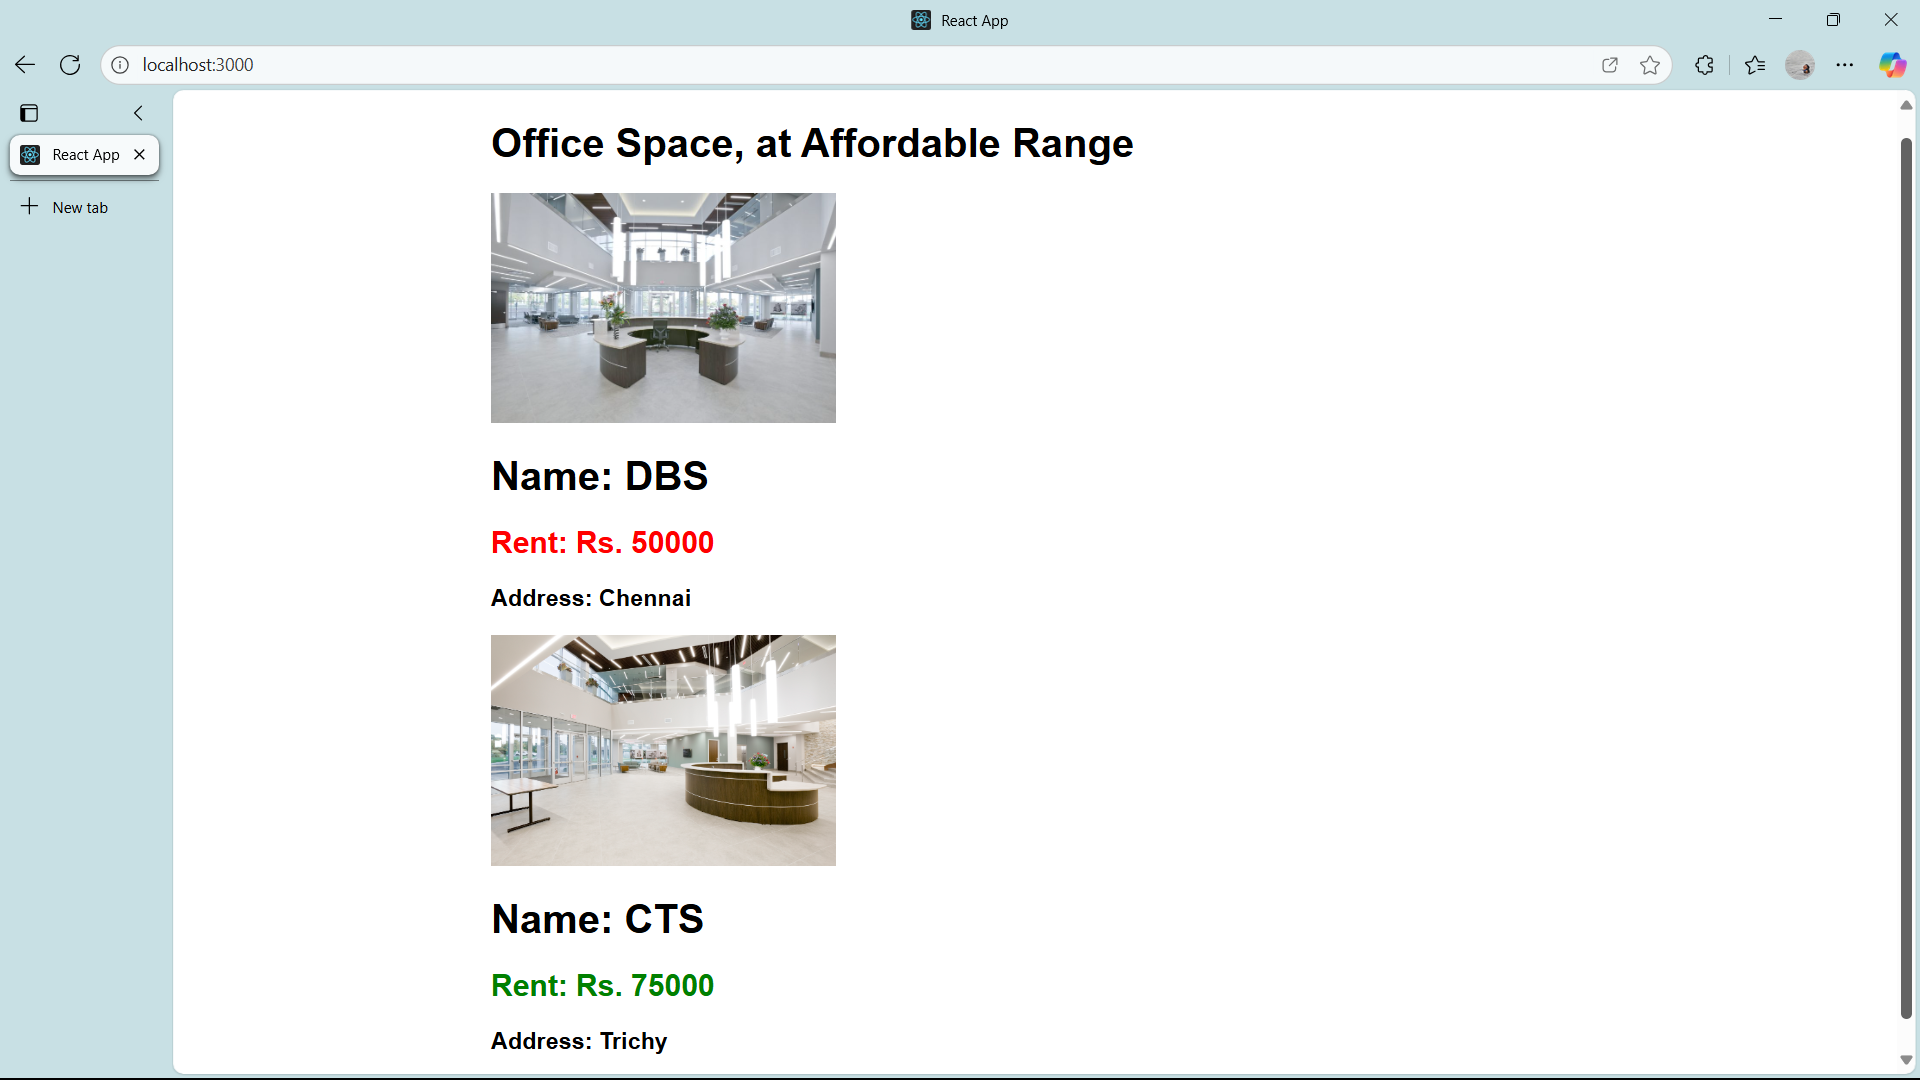 React App
localhost:3000
React App
New tab
Office Space, at Affordable Range
Name: DBS
Rent: Rs. 50000
Address: Chennai
Name: CTS
Rent: Rs. 75000
Address: Trichy